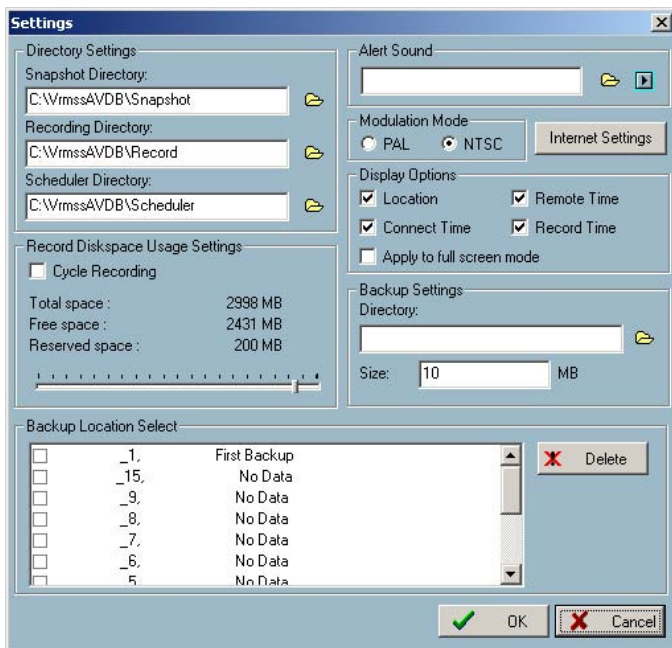 Settings
Directory Settings
Snapshot Directory:
C:\VrmssAVDB\Snapshot
Recording Directory:
C:\VrmssAVDB\Record
Scheduler Directory:
C:\VrmssAVDB\Scheduler
Record Diskspace Usage Settings
Cycle Recording
Total space : 2998 MB
Free space : 2431 MB
Reserved space : 200 MB
Alert Sound
Modulation Mode
PAL NTSC
Internet Settings
Display Options
Location Remote Time
Connect Time Record Time
Apply to full screen mode
Backup Settings
Directory:
Size: 10 MB
Backup Location Select
_1, First Backup
_15, No Data
_9, No Data
_8, No Data
_7, No Data
_6, No Data
_5, No Data
Delete
OK Cancel